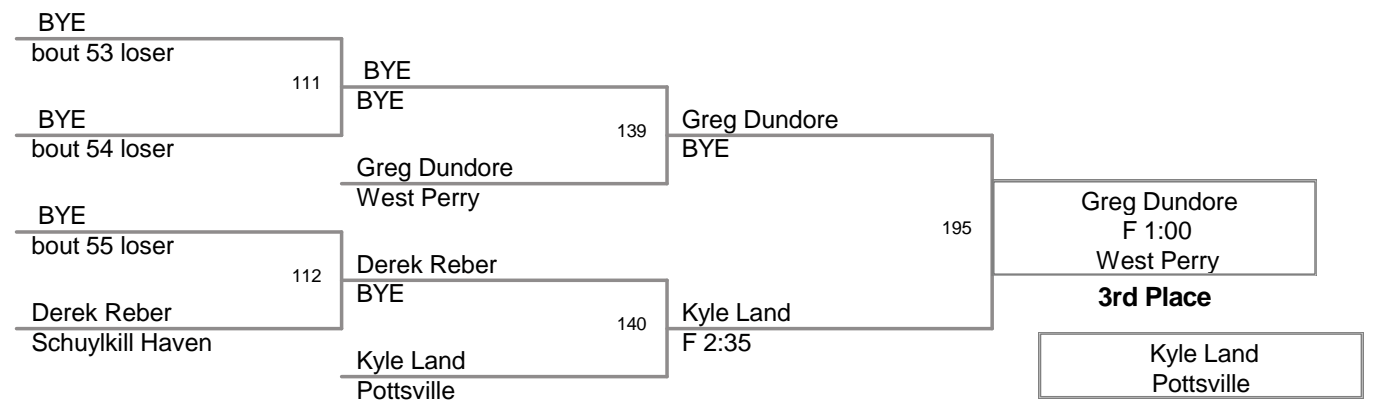 BYE
bout 53 loser
111
BYE
BYE
BYE
bout 54 loser
139
Greg Dundore
BYE
Greg Dundore
West Perry
BYE
bout 55 loser
195
Greg Dundore
F 1:00
West Perry
3rd Place
112
Derek Reber
BYE
Derek Reber
Schuylkill Haven
140
Kyle Land
F 2:35
Kyle Land
Pottsville
Kyle Land
Pottsville